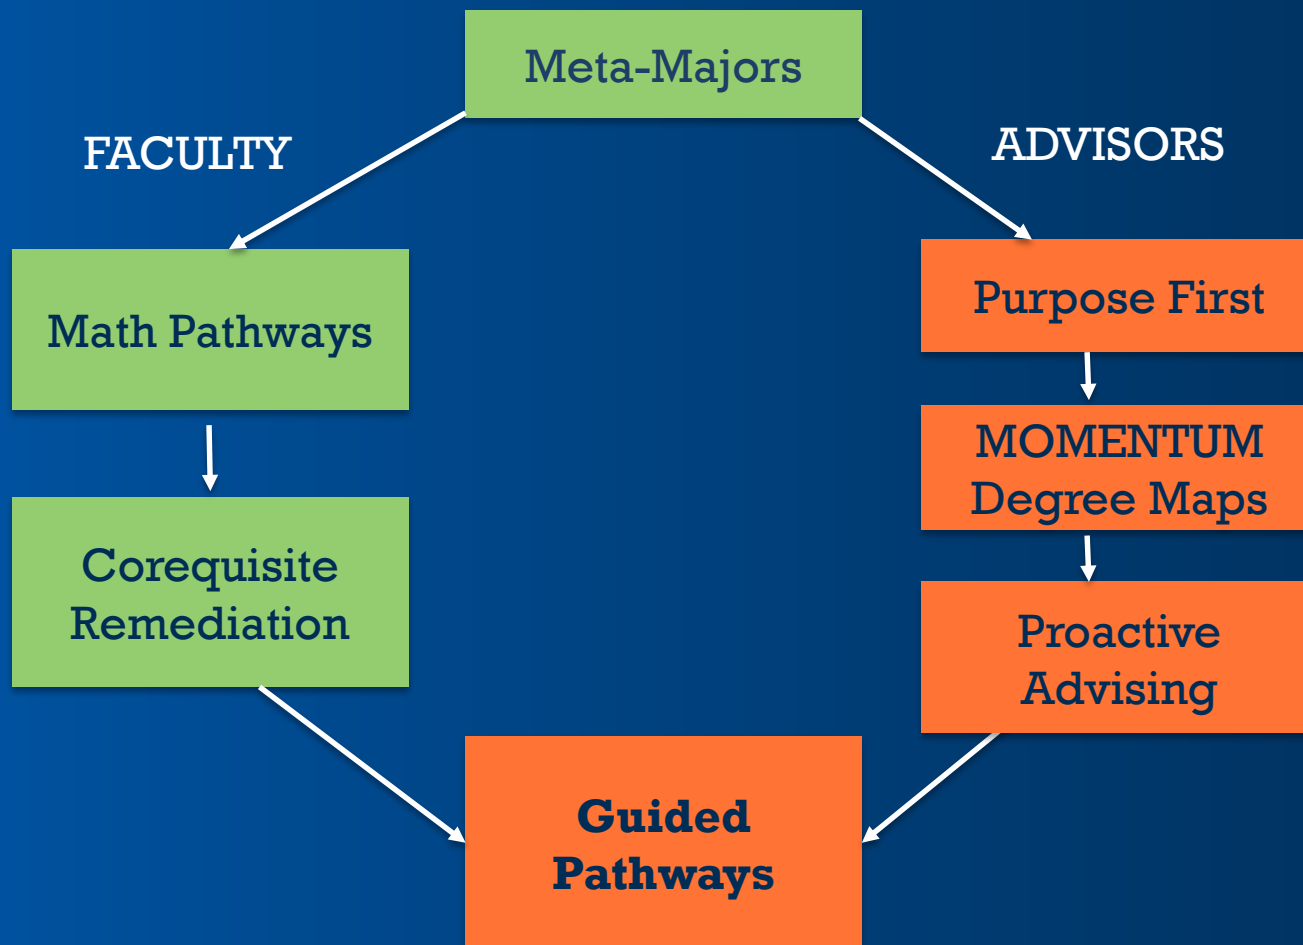 Meta-Majors
FACULTY
ADVISORS
Math Pathways
Purpose First
MOMENTUM
Degree Maps
Corequisite
Remediation
Proactive
Advising
Guided
Pathways